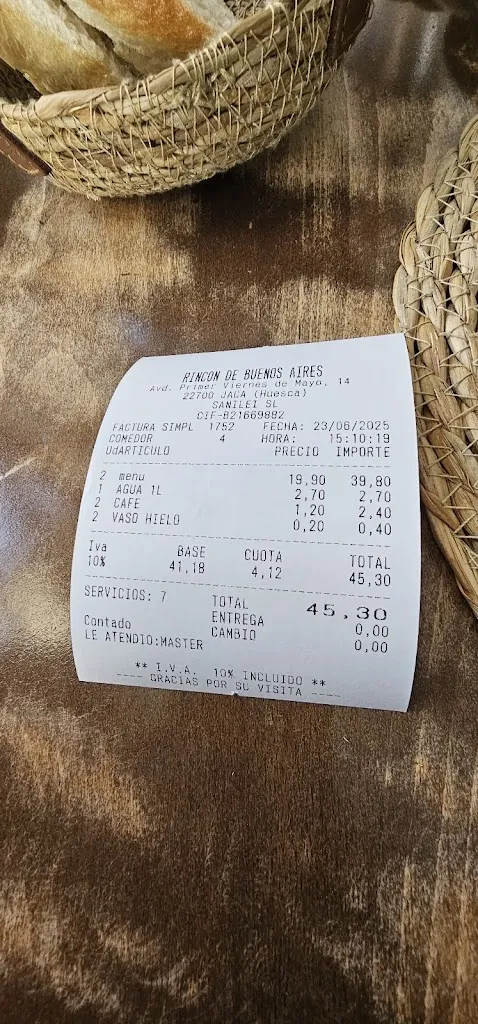 RINCON DE BUENOS AIRES
Avd. Primer Viernes de Mayo, 14
22700 JACA (Huesca)
SANILEI SL
CIF-B21669882
FACTURA SIMPL 1752 FECHA: 23/06/2025
COMEDOR 4 HORA: 15:10:19
UdARTICULO PRECIO IMPORTE
2 menu 19,90 39,80
1 AGUA 1L 2,70 2,70
2 CAFE 1,20 2,40
2 VASO HIELO 0,20 0,40
Iva BASE CUOTA TOTAL
10% 41,18 4,12 45,30
SERVICIOS: 7 TOTAL 45,30
ENTREGA 0,00
Contado CAMBIO 0,00
LE ATENDIO:MASTER
** I.V.A. 10% INCLUIDO **
---- GRACIAS POR SU VISITA ----